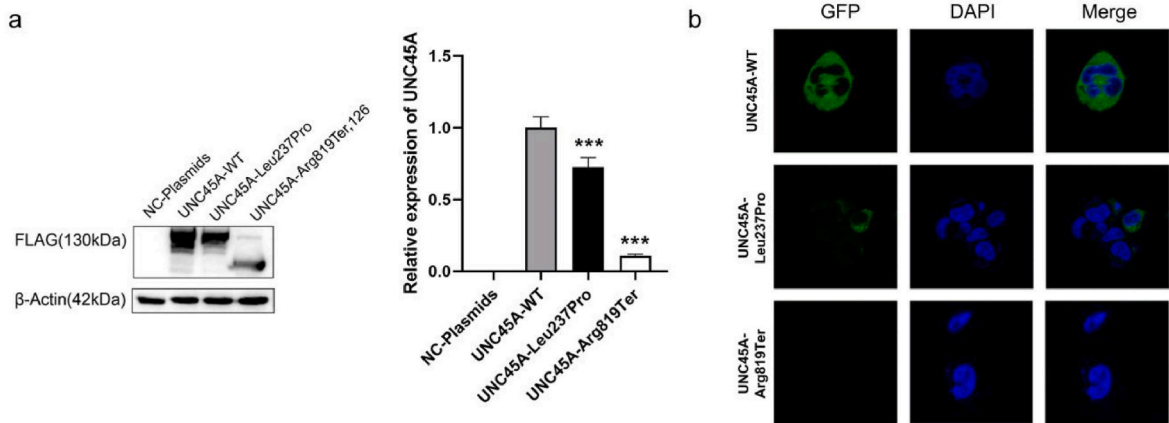 a
NC-Plasmids
UNC45A-WT
UNC45A-Leu237Pro
UNC45A-Arg819Ter,126
FLAG(130kDa)
β-Actin(42kDa)
Relative expression of UNC45A
1.5
1.0
0.5
0.0
***
***
NC-Plasmids
UNC45A-WT
UNC45A-Leu237Pro
UNC45A-Arg819Ter
b
GFP
DAPI
Merge
UNC45A-WT
UNC45A-
Leu237Pro
UNC45A-
Arg819Ter